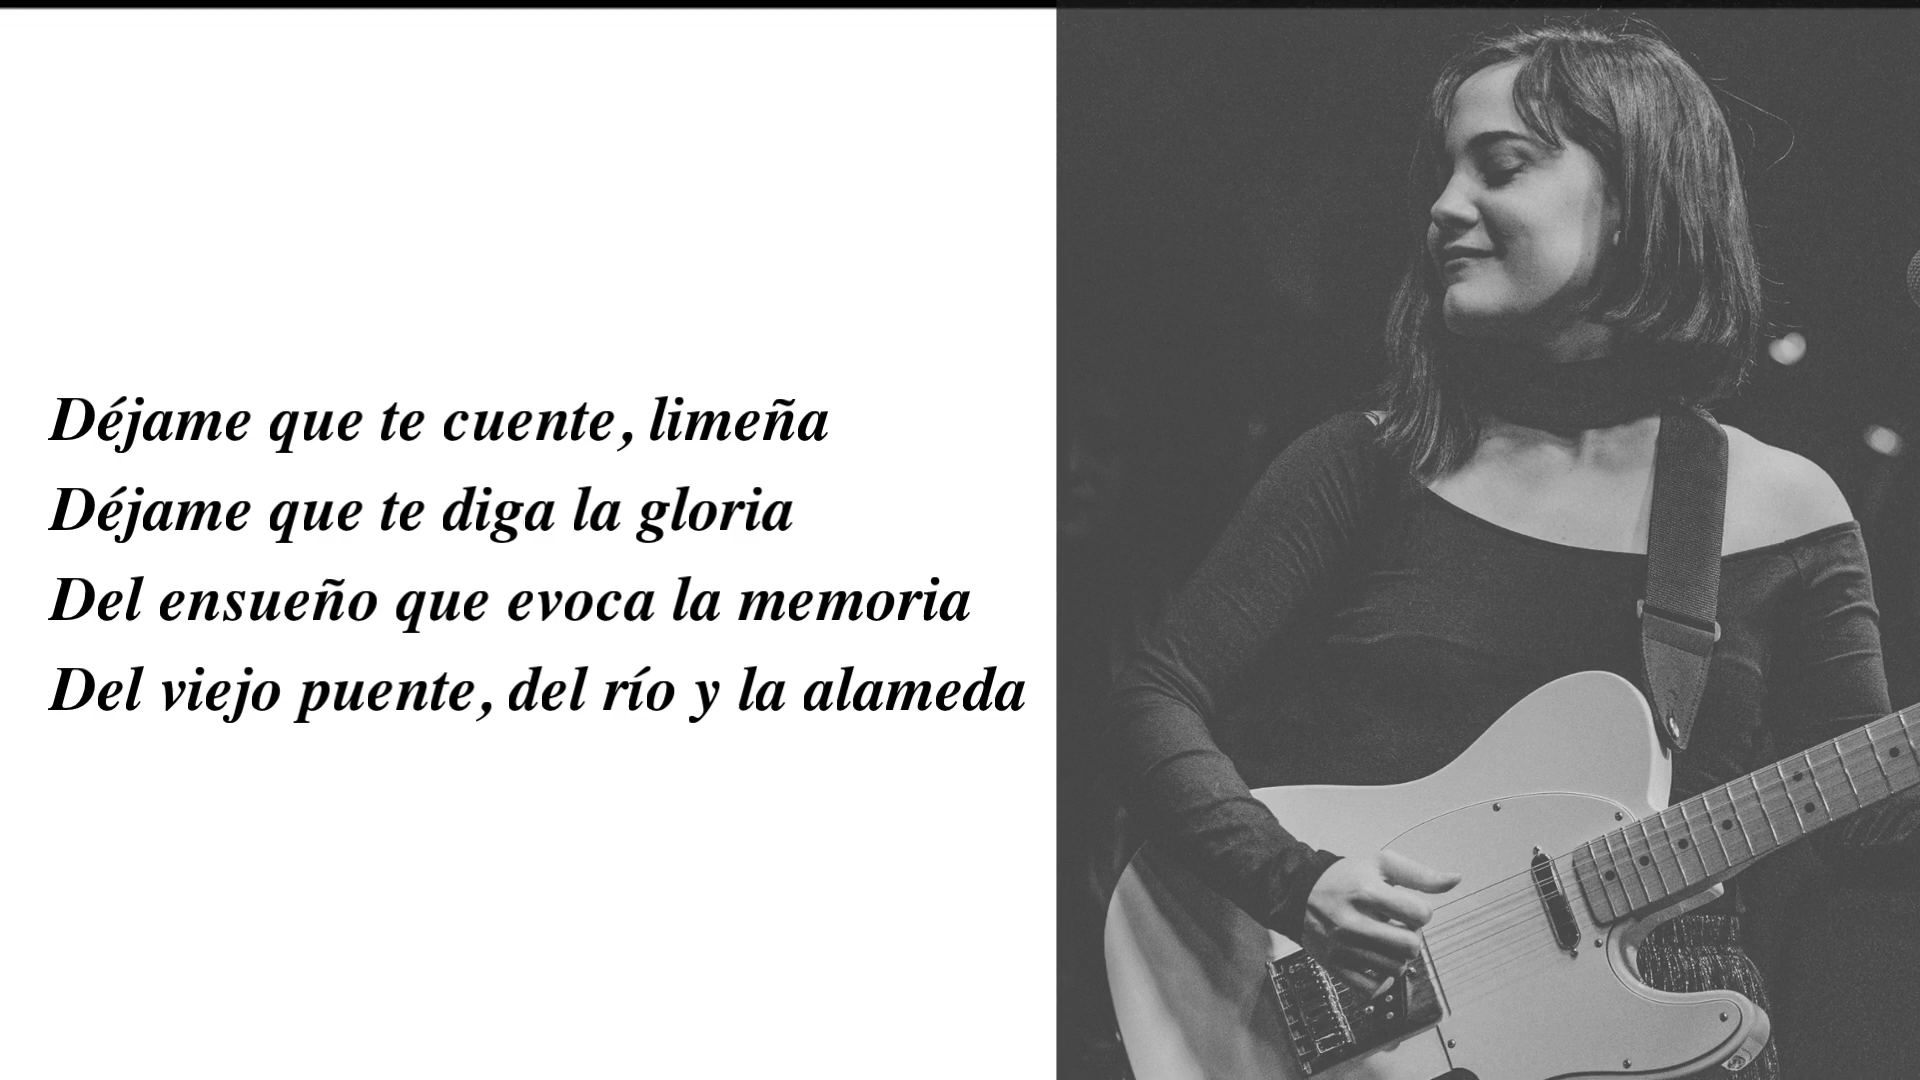 Déjame que te cuente, limeña
Déjame que te diga la gloria
Del ensueño que evoca la memoria
Del viejo puente, del río y la alameda